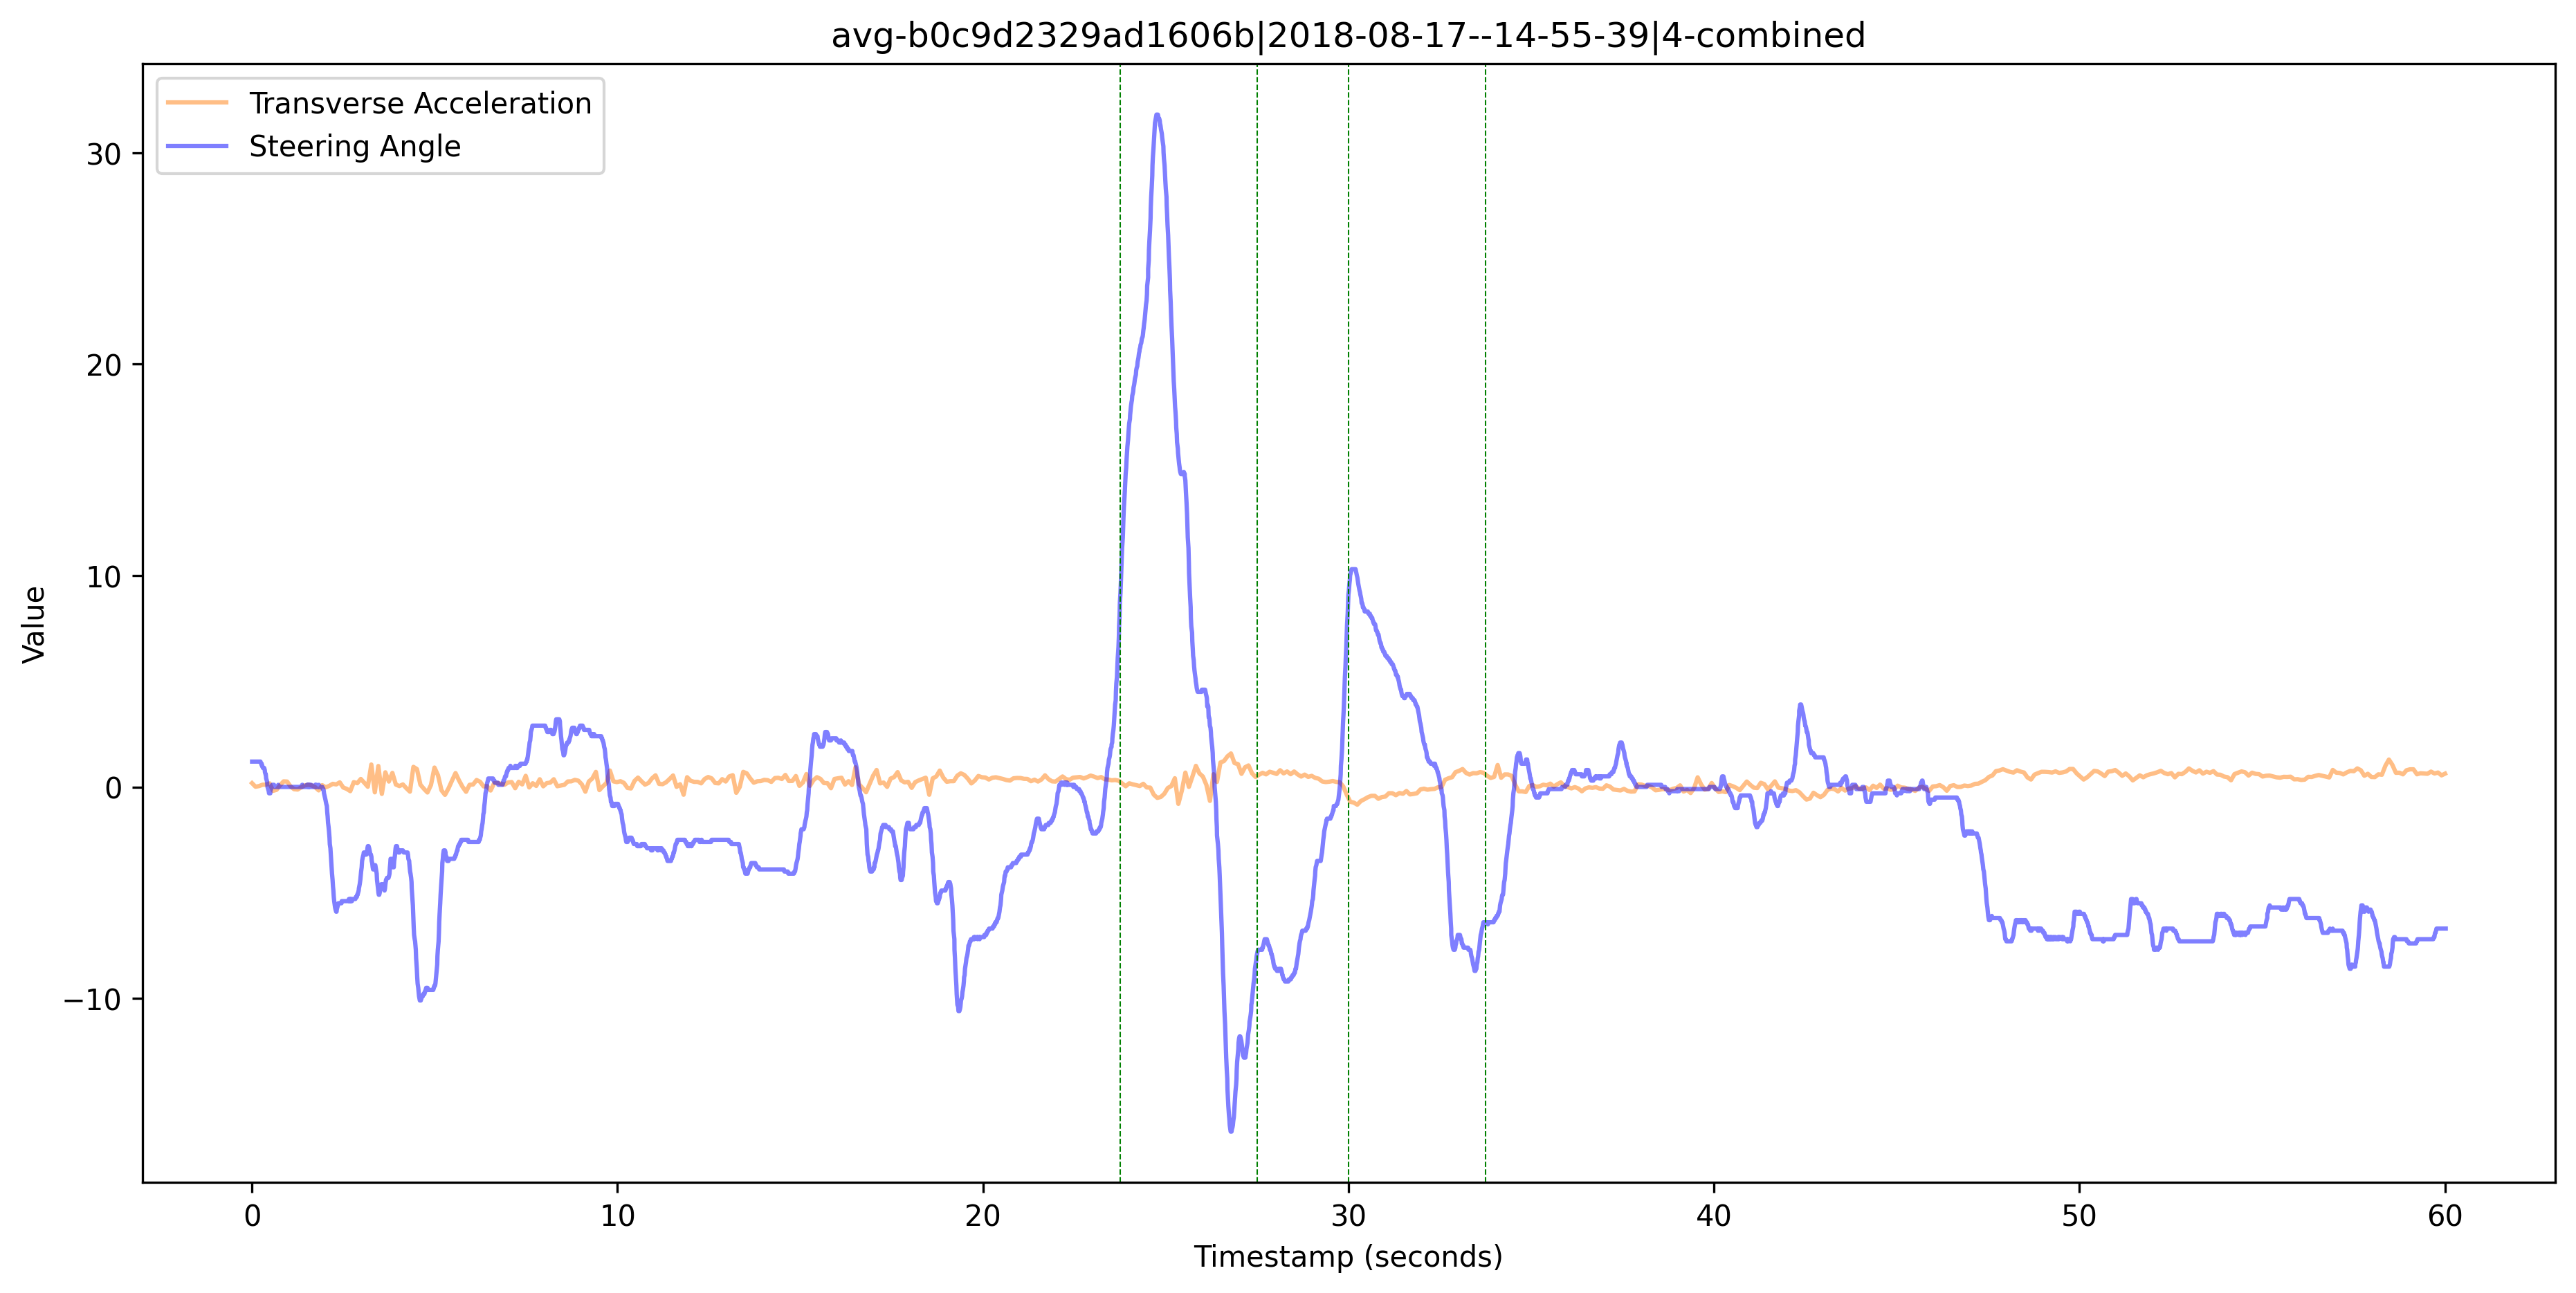 avg-b0c9d2329ad1606b|2018-08-17--14-55-39|4-combined
Transverse Acceleration
Steering Angle
30
20
10
0
−10
Value
0 10 20 30 40 50 60
Timestamp (seconds)